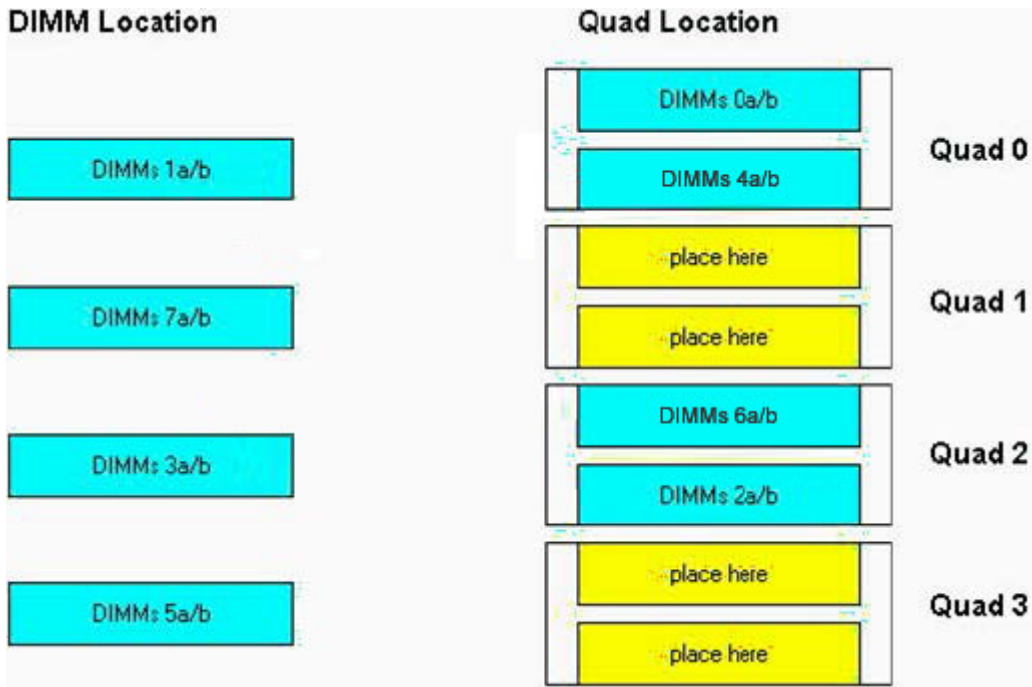 DIMM Location
DIMMs 1a/b
DIMMs 7a/b
DIMMs 3a/b
DIMMs 5a/b
Quad Location
DIMMs 0a/b
DIMMs 4a/b
Quad 0
place here
place here
Quad 1
DIMMs 6a/b
DIMMs 2a/b
Quad 2
place here
place here
Quad 3